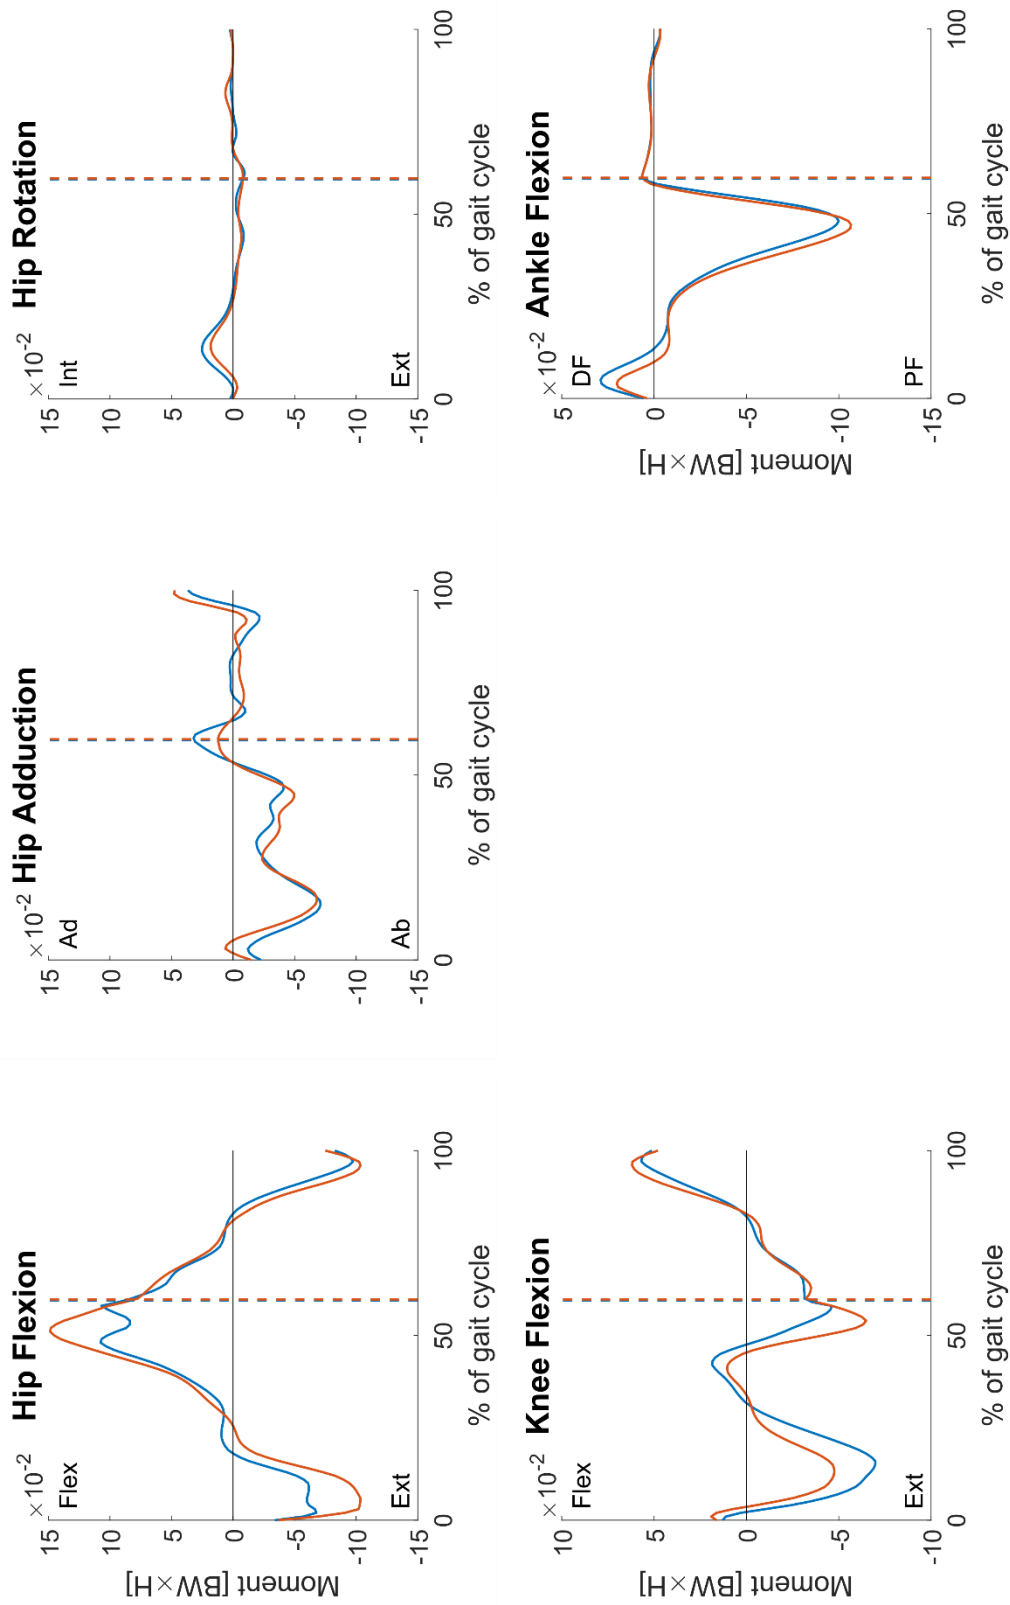 ×10⁻² Hip Flexion
Flex
15
10
5
0
-5
-10
-15
Ext
Moment [BW×H]
0 50 100
% of gait cycle
×10⁻² Hip Adduction
Ad
15
10
5
0
-5
-10
-15
Ab
0 50 100
% of gait cycle
×10⁻² Hip Rotation
Int
15
10
5
0
-5
-10
-15
Ext
0 50 100
% of gait cycle
×10⁻² Knee Flexion
Flex
10
5
0
-5
-10
Ext
Moment [BW×H]
0 50 100
% of gait cycle
×10⁻² Ankle Flexion
DF
5
0
-5
-10
-15
PF
Moment [BW×H]
0 50 100
% of gait cycle